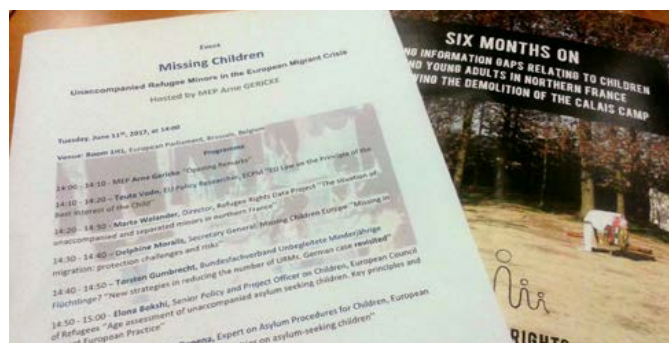 Event
Missing Children
Unaccompanied Refugee Minors in the European Migrant Crisis
Hosted by MEP Arne GERICKE
Tuesday, June 11th, 2017, at 14:00
Venue: Room 1H1, European Parliament, Brussels, Belgium
Programme
14:00 - 14:10 - MEP Arne Gericke "Opening Remarks"
14:10 - 14:20 – Teuta Vodo, EU Policy Researcher, ECPM "EU Law on the Principle of the
Best Interest of the Child"
14:20 - 14:50 - Marta Welander, Director, Refugee Rights Data Project "The situation of
unaccompanied and separated minors in northern France"
14:30 - 14:40 – Delphine Moralis, Secretary General, Missing Children Europe "Missing in
migration: protection challenges and risks"
14:40 - 14:50 – Torsten Gumbrecht, Bundesfachverband Unbegleitete Minderjährige
Flüchtlinge? "New strategies in reducing the number of URMs. German case revisited"
14:50 - 15:00 - Elona Bokshi, Senior Policy and Project Officer on Children, European Council
of Refugees "Age assessment of unaccompanied asylum seeking children. Key principles and
European Practice"
Expert on Asylum Procedures for Children, European
on asylum-seeking children"
SIX MONTHS ON
INFORMATION GAPS RELATING TO CHILDREN
YOUNG ADULTS IN NORTHERN FRANCE
THE DEMOLITION OF THE CALAIS CAMP
RIGHTS